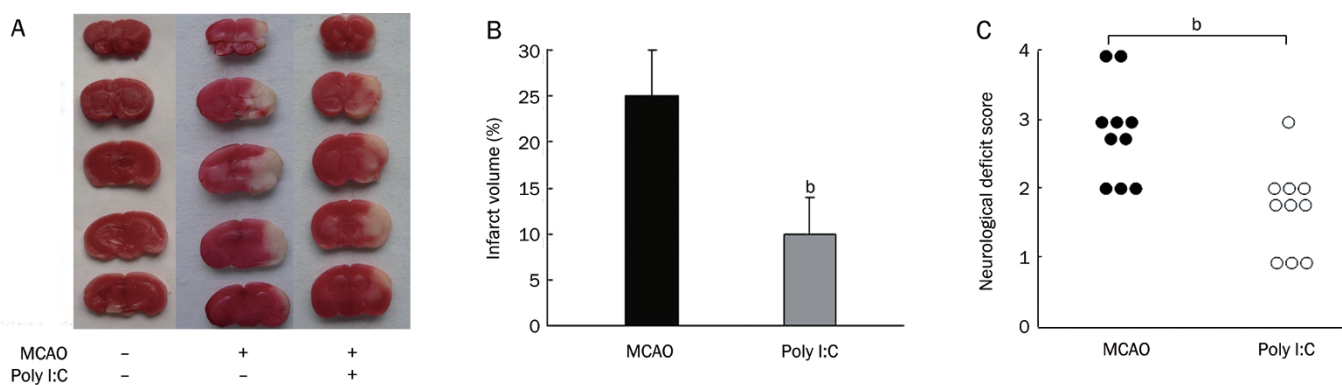 A
MCAO – + +
Poly I:C – – +
B
Infarct volume (%)
30
25
20
15
10
5
0
b
MCAO Poly I:C
C
b
Neurological deficit score
4
3
2
1
0
MCAO Poly I:C